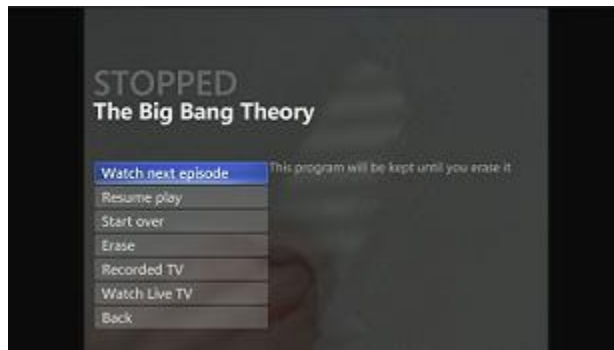 STOPPED
The Big Bang Theory
Watch next episode
This program will be kept until you erase it
Resume play
Start over
Erase
Recorded TV
Watch Live TV
Back